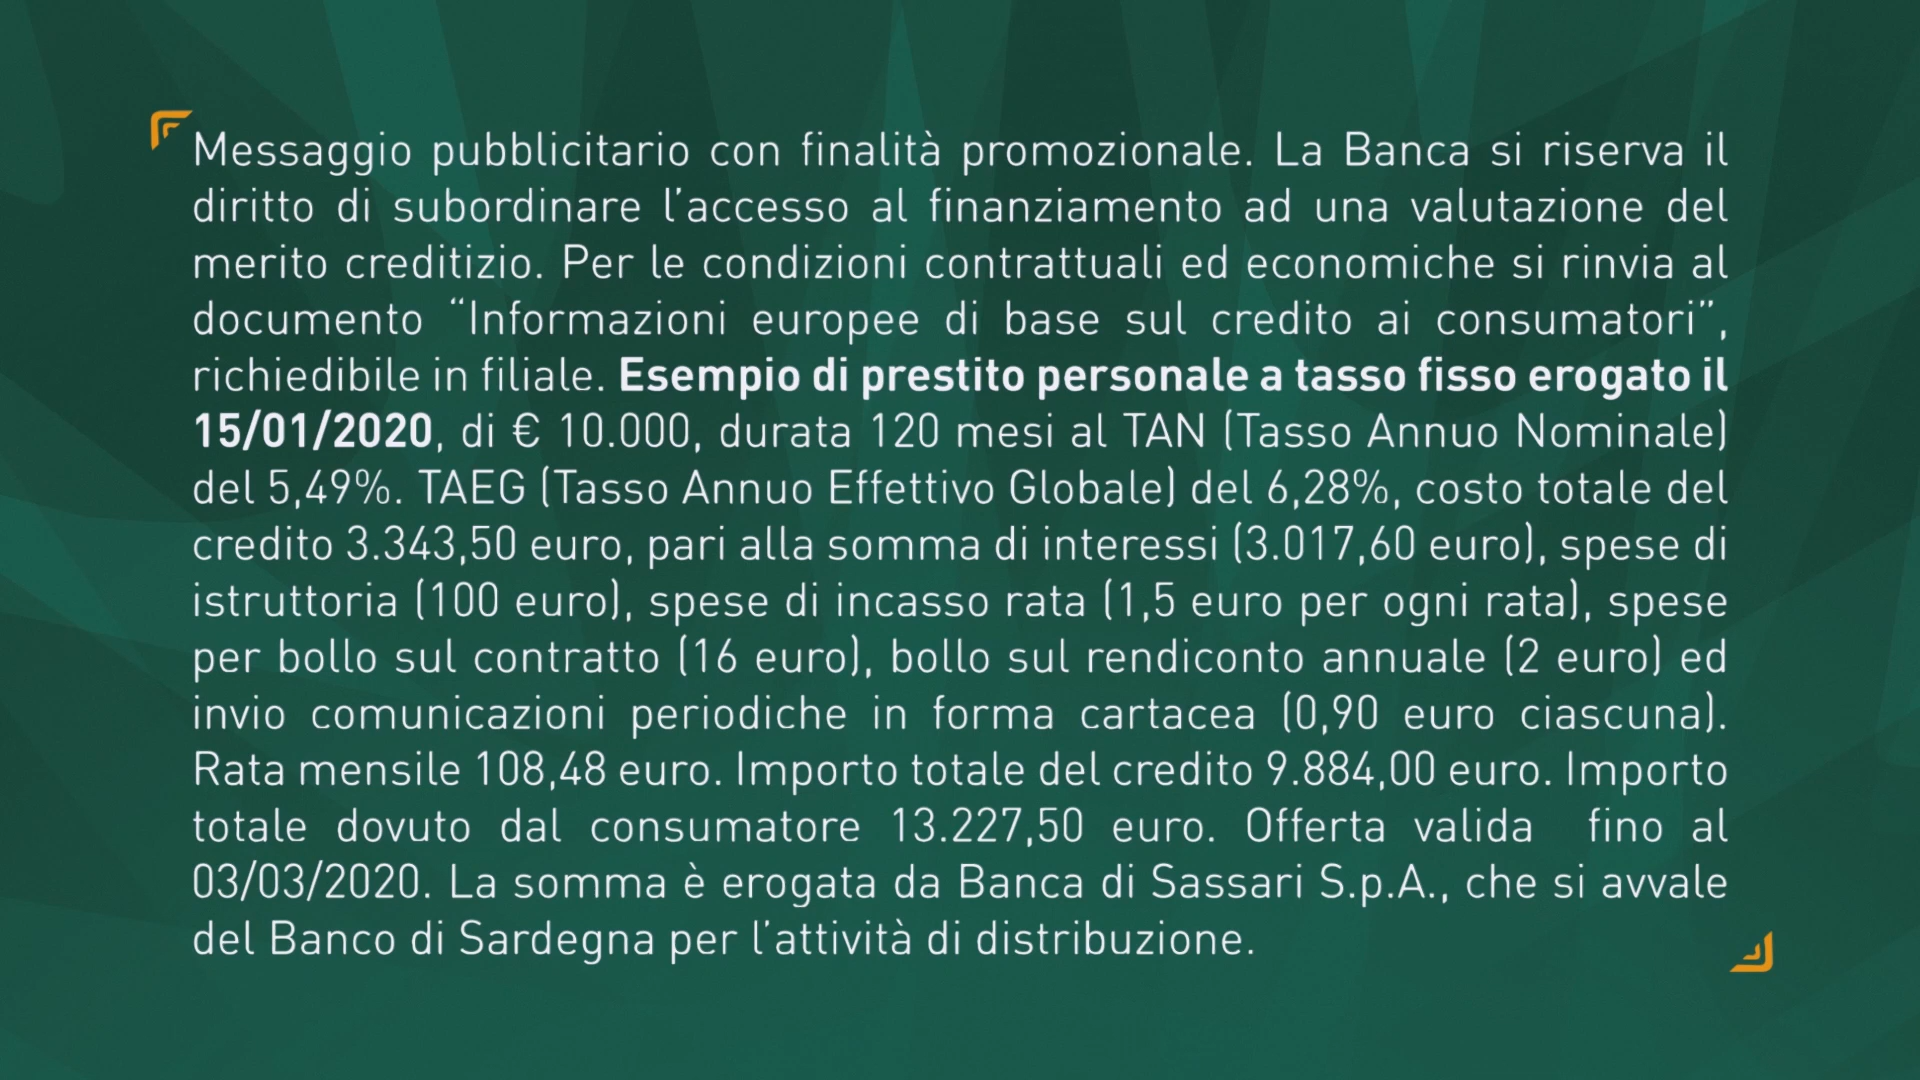 Messaggio pubblicitario con finalità promozionale. La Banca si riserva il
diritto di subordinare l’accesso al finanziamento ad una valutazione del
merito creditizio. Per le condizioni contrattuali ed economiche si rinvia al
documento “Informazioni europee di base sul credito ai consumatori”,
richiedibile in filiale. Esempio di prestito personale a tasso fisso erogato il
15/01/2020, di € 10.000, durata 120 mesi al TAN (Tasso Annuo Nominale)
del 5,49%. TAEG (Tasso Annuo Effettivo Globale) del 6,28%, costo totale del
credito 3.343,50 euro, pari alla somma di interessi (3.017,60 euro), spese di
istruttoria (100 euro), spese di incasso rata (1,5 euro per ogni rata), spese
per bollo sul contratto (16 euro), bollo sul rendiconto annuale (2 euro) ed
invio comunicazioni periodiche in forma cartacea (0,90 euro ciascuna).
Rata mensile 108,48 euro. Importo totale del credito 9.884,00 euro. Importo
totale dovuto dal consumatore 13.227,50 euro. Offerta valida fino al
03/03/2020. La somma è erogata da Banca di Sassari S.p.A., che si avvale
del Banco di Sardegna per l’attività di distribuzione.